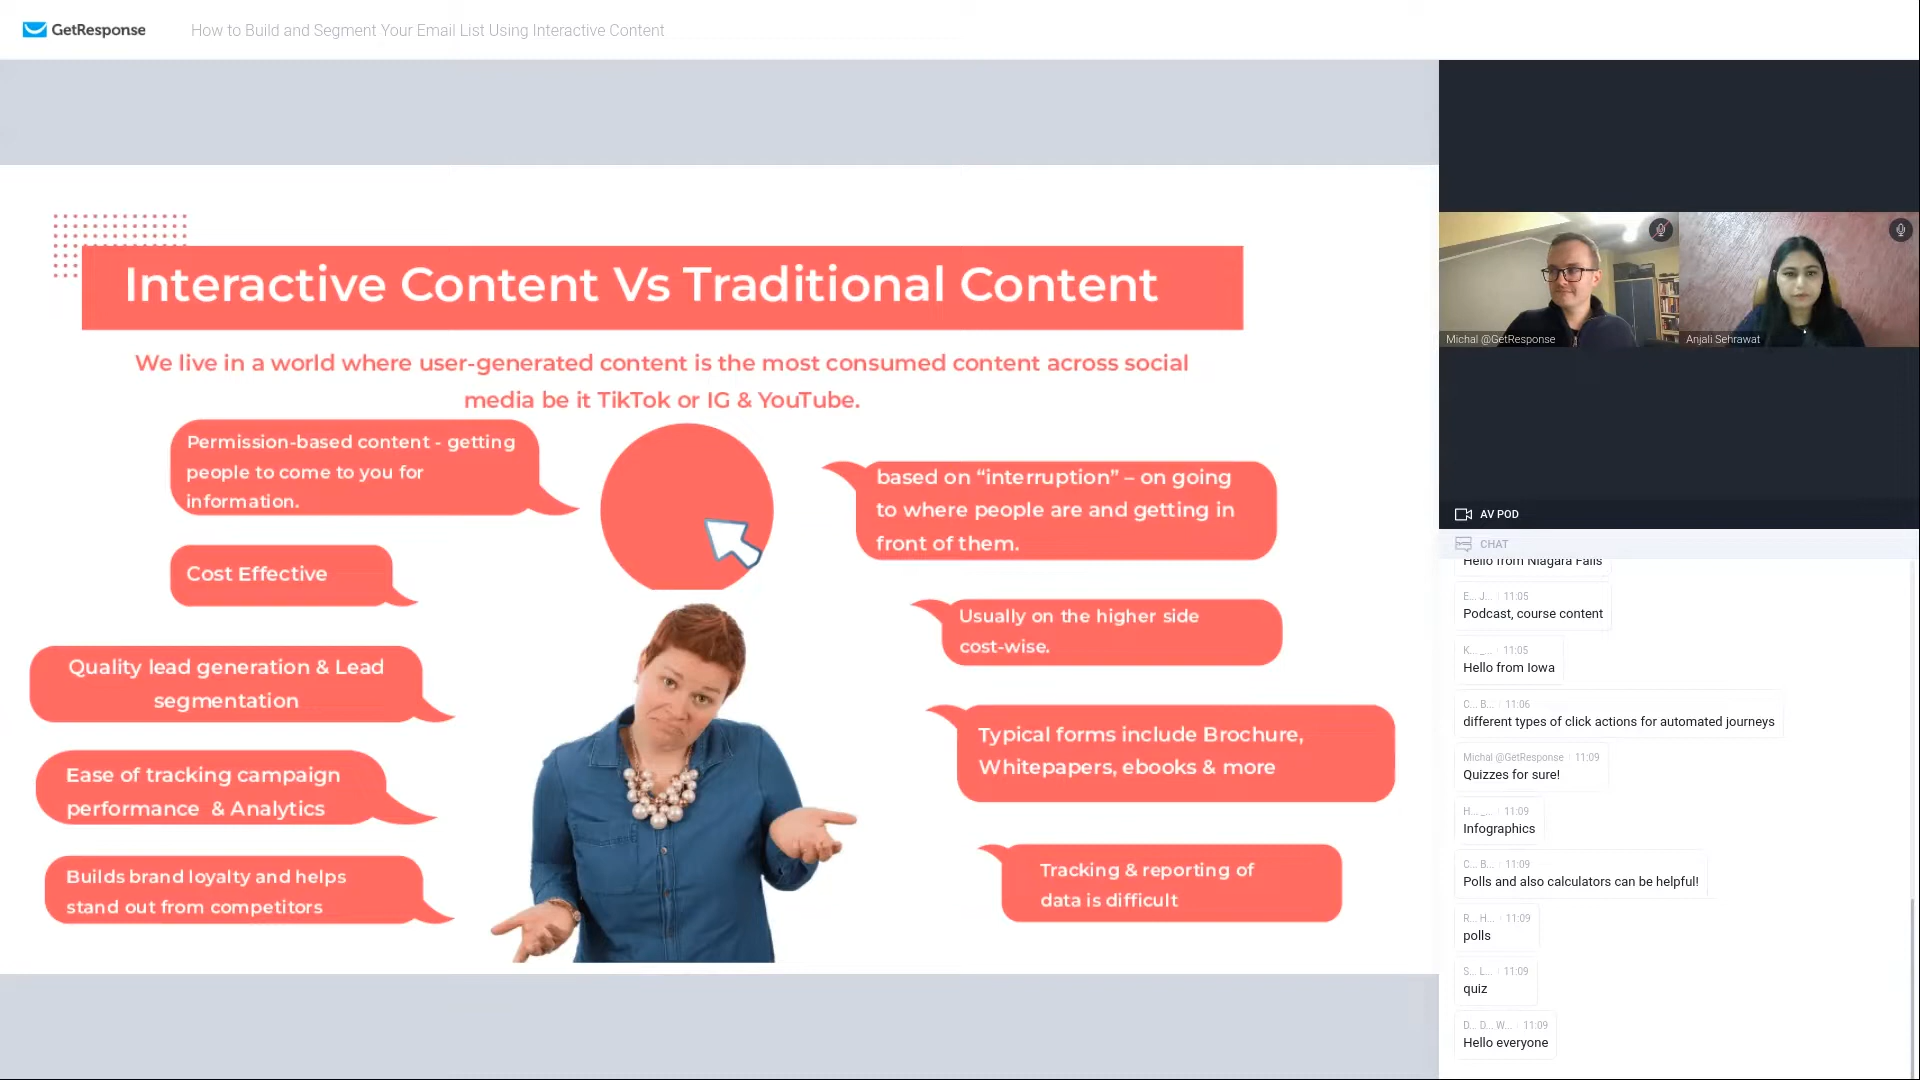 GetResponse
How to Build and Segment Your Email List Using Interactive Content
Interactive Content Vs Traditional Content
We live in a world where user-generated content is the most consumed content across social
media be it TikTok or IG & YouTube.
Permission-based content - getting
people to come to you for
information.
Cost Effective
Quality lead generation & Lead
segmentation
Ease of tracking campaign
performance & Analytics
Builds brand loyalty and helps
stand out from competitors
based on “interruption” – on going
to where people are and getting in
front of them.
Usually on the higher side
cost-wise.
Typical forms include Brochure,
Whitepapers, ebooks & more
Tracking & reporting of
data is difficult
Michal @GetResponse
Anjali Sehrawat
AV POD
CHAT
Hello from Niagara Falls
E... J... 11:05
Podcast, course content
K... _... 11:05
Hello from Iowa
C... B... 11:06
different types of click actions for automated journeys
Michal @GetResponse 11:09
Quizzes for sure!
H... _... 11:09
Infographics
C... B... 11:09
Polls and also calculators can be helpful!
R... H... 11:09
polls
S... L... 11:09
quiz
D... D... W... 11:09
Hello everyone